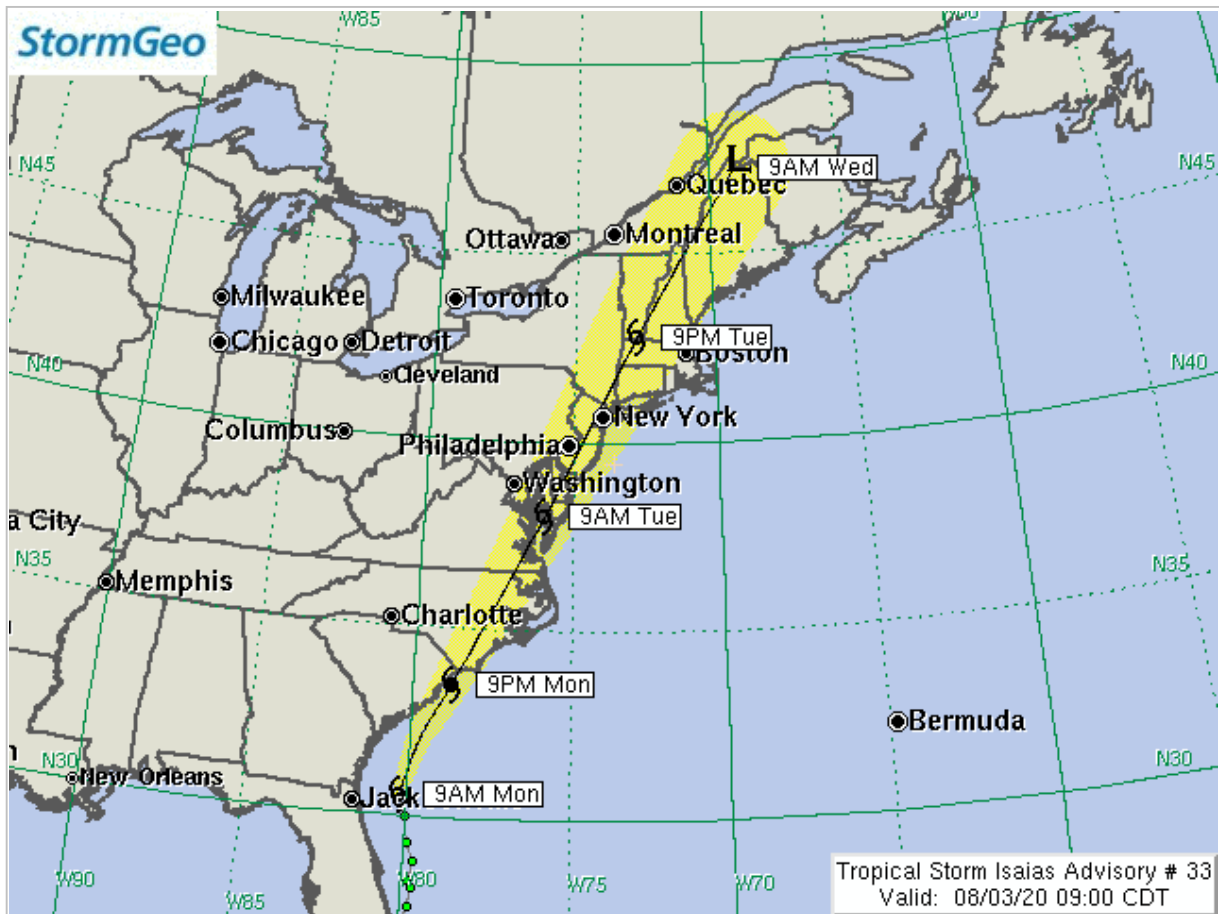 StormGeo
W85
N45
N45
L
9AM Wed
Quebec
Ottawa
Montreal
Milwaukee
Toronto
Chicago
Detroit
9PM Tue
Boston
Cleveland
N40
N40
New York
Columbus
Philadelphia
Washington
a City
9AM Tue
N35
N35
Memphis
Charlotte
9PM Mon
Bermuda
N30
N30
New Orleans
Jack
9AM Mon
W90
W85
W80
W75
W70
Tropical Storm Isaias Advisory # 33
Valid: 08/03/20 09:00 CDT